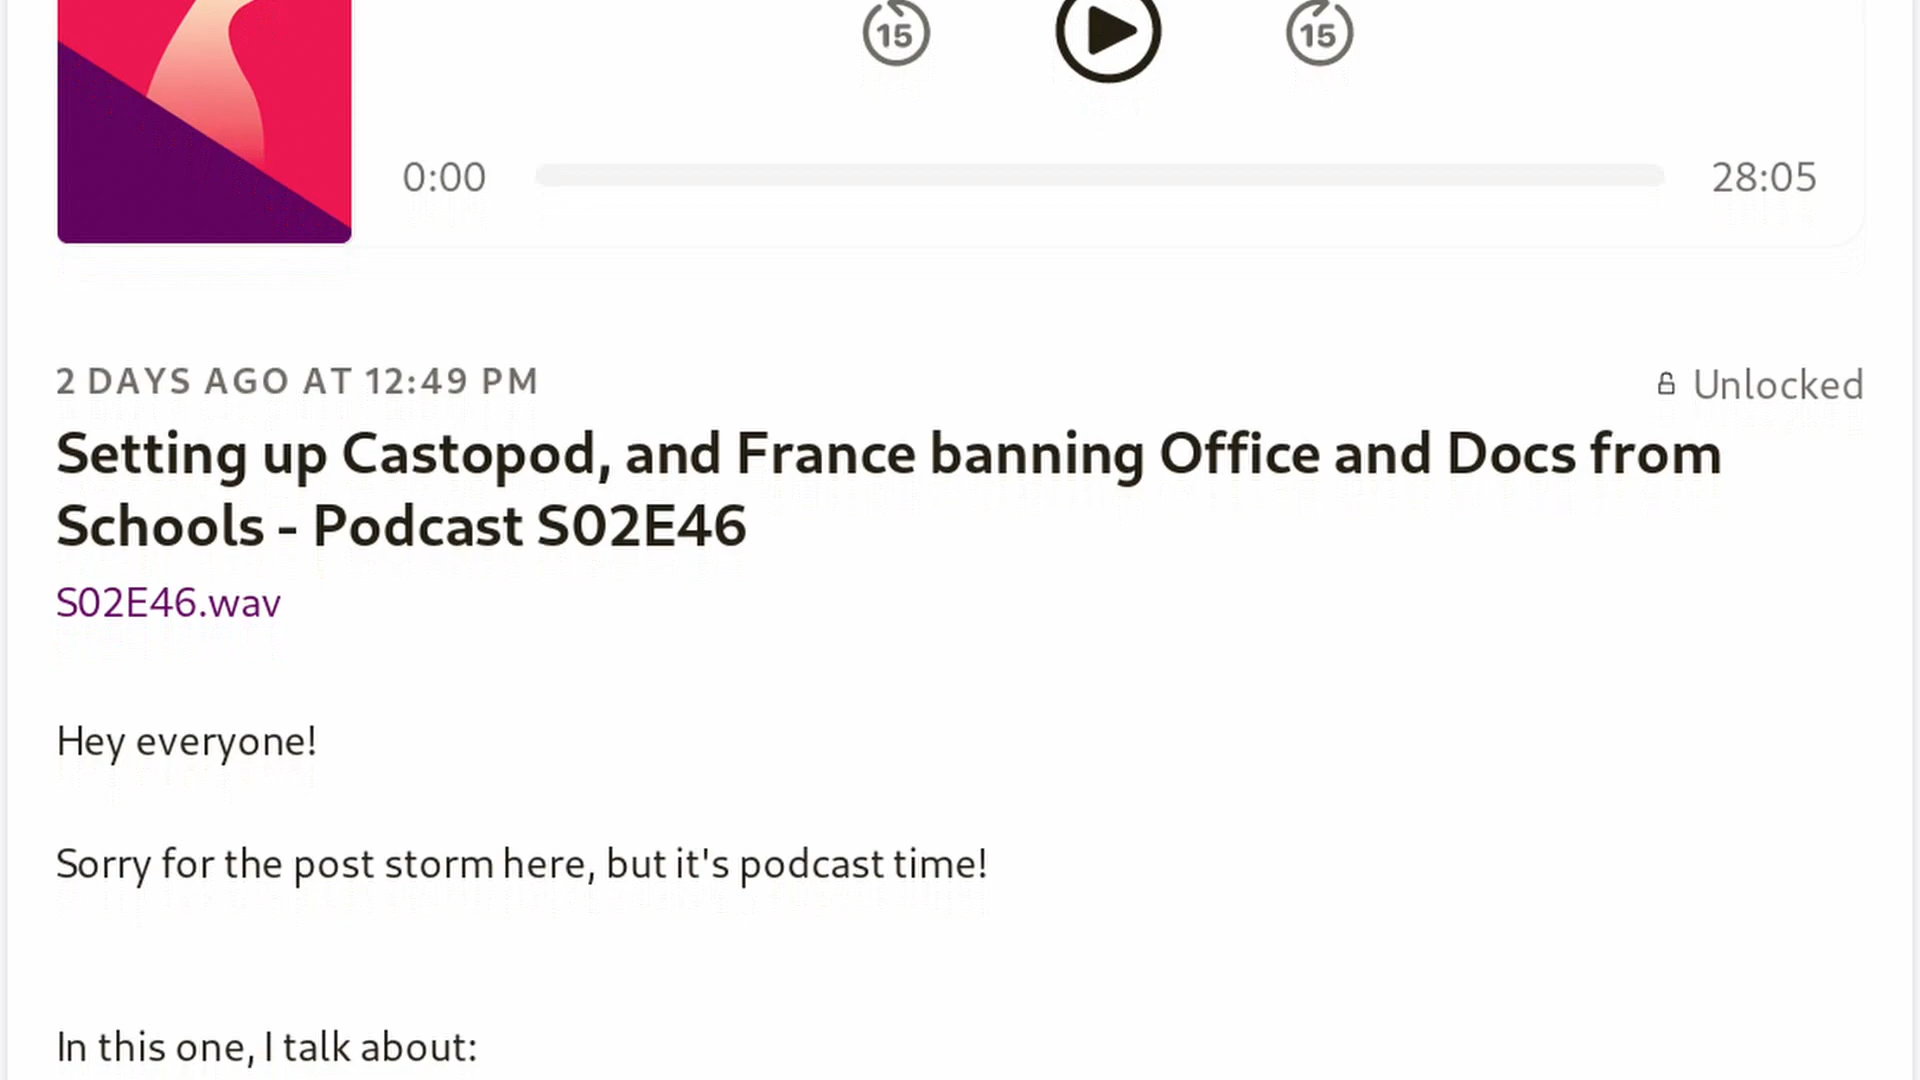 15
15
0:00
28:05
2 DAYS AGO AT 12:49 PM
Unlocked
Setting up Castopod, and France banning Office and Docs from
Schools - Podcast S02E46
S02E46.wav
Hey everyone!
Sorry for the post storm here, but it's podcast time!
In this one, I talk about: